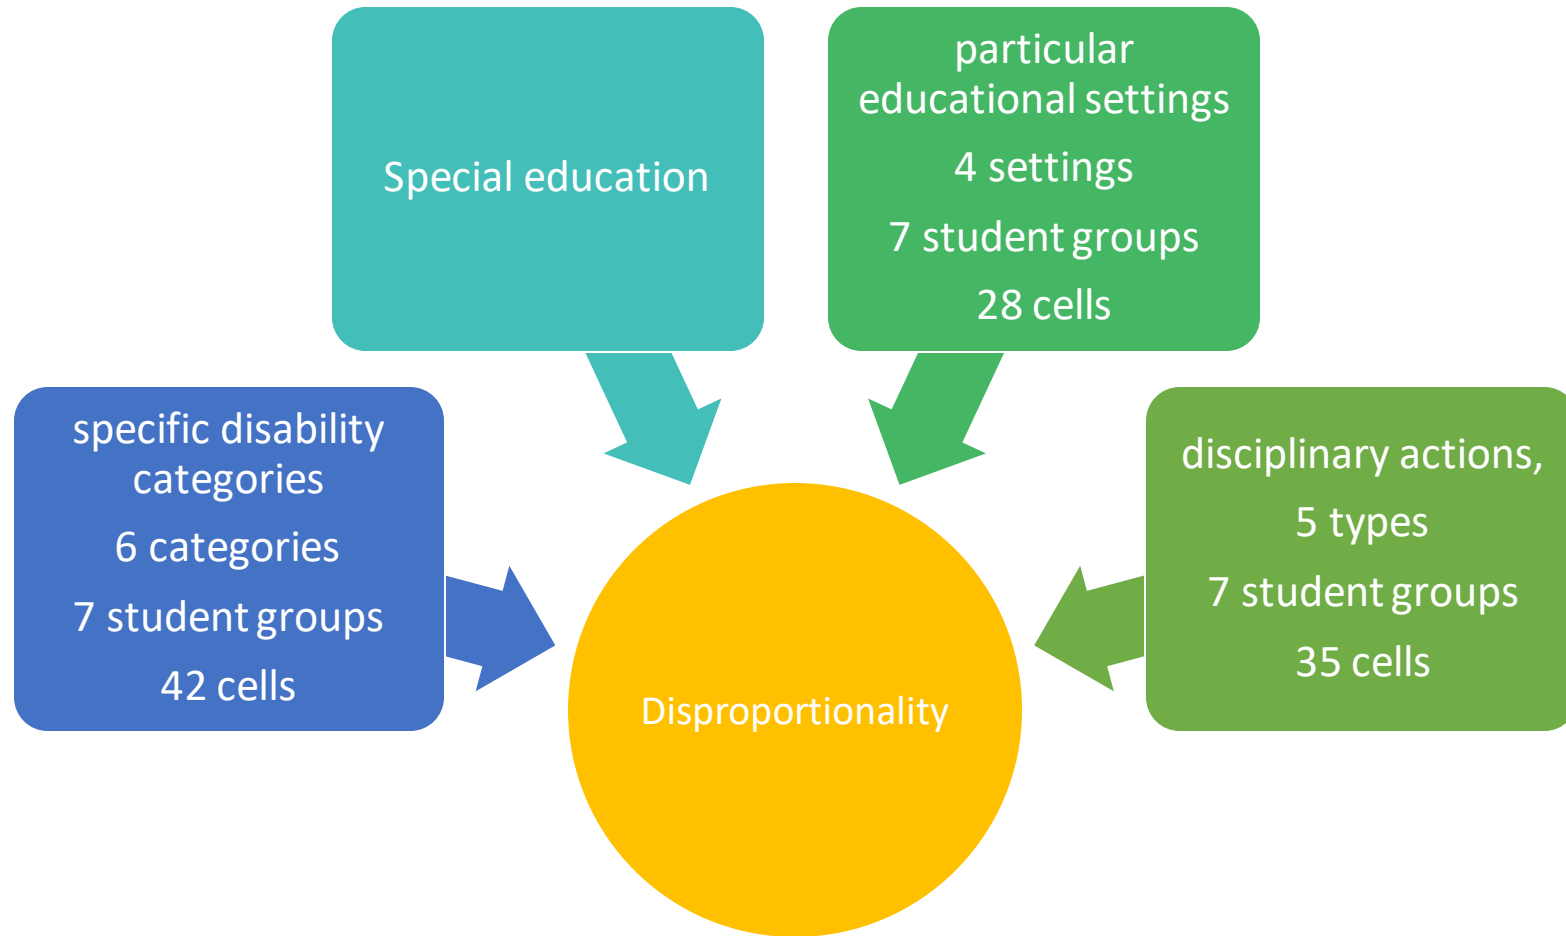 Special education
particular
educational settings
4 settings
7 student groups
28 cells
specific disability
categories
6 categories
7 student groups
42 cells
disciplinary actions,
5 types
7 student groups
35 cells
Disproportionality